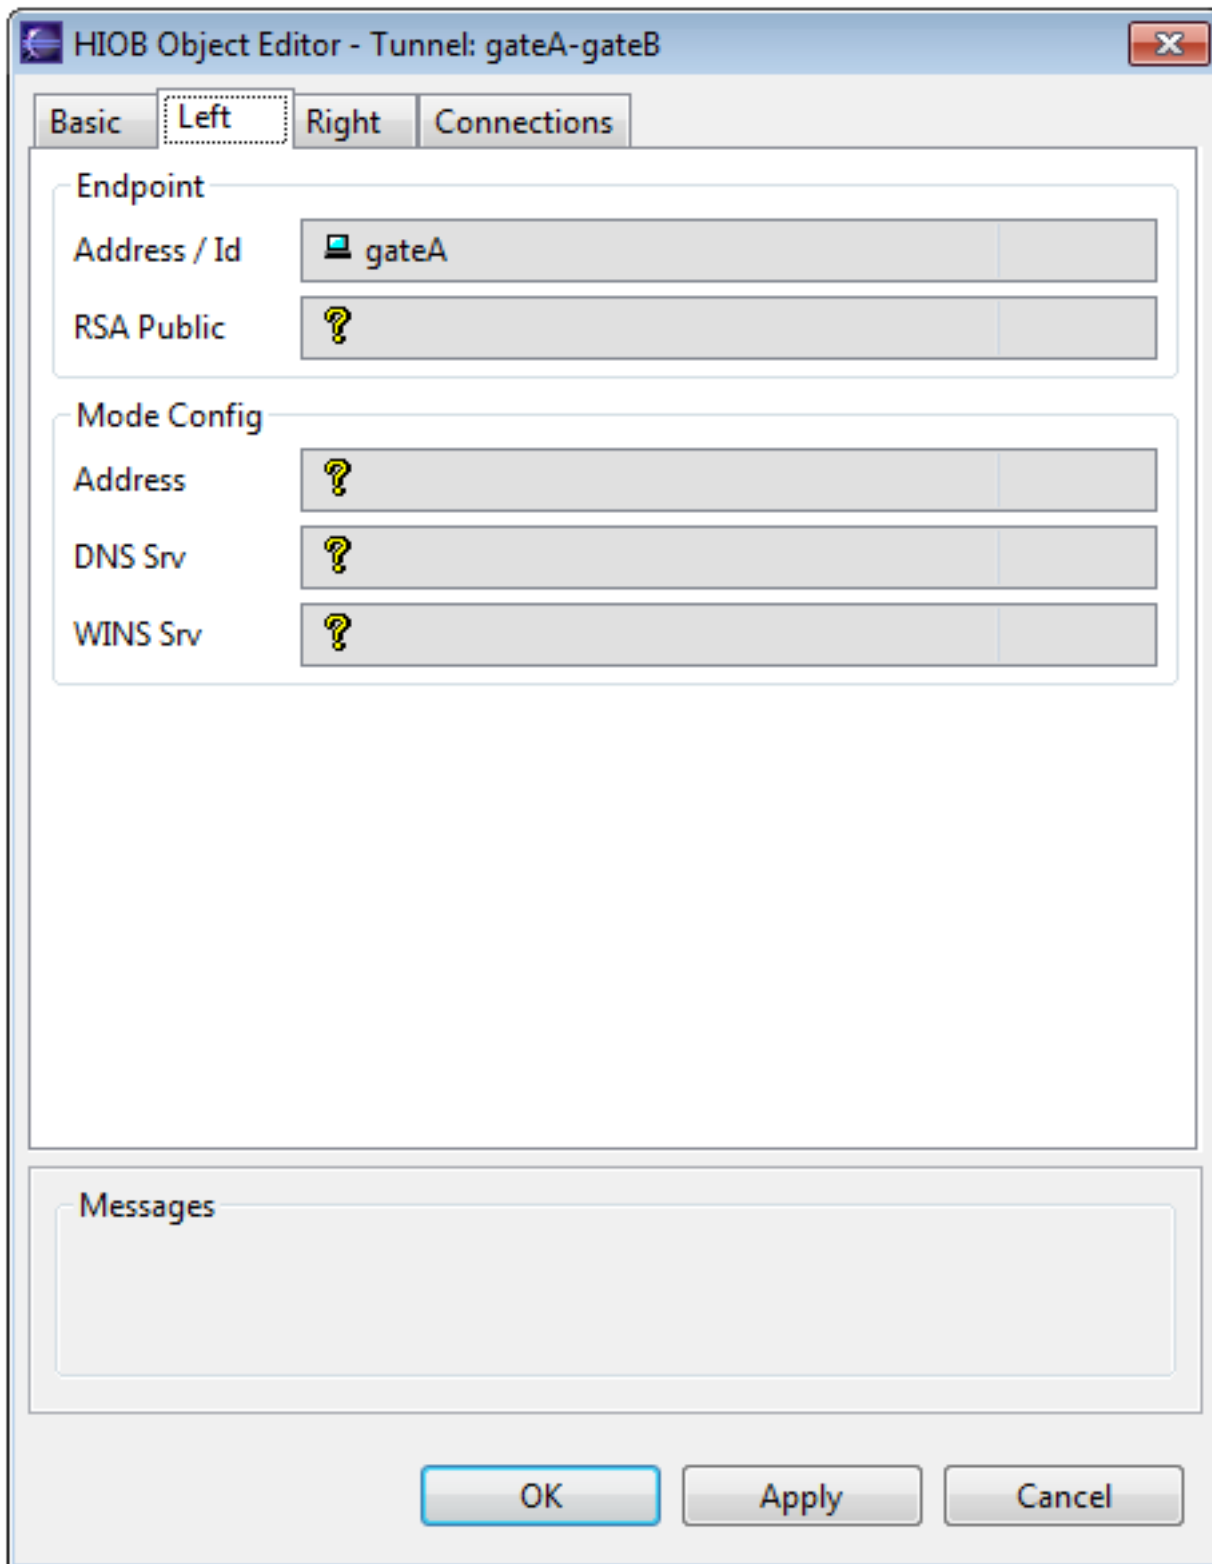 HIOB Object Editor - Tunnel: gateA-gateB
Basic Left Right Connections
Endpoint
Address / Id gateA
RSA Public ?
Mode Config
Address ?
DNS Srv ?
WINS Srv ?
Messages
OK Apply Cancel